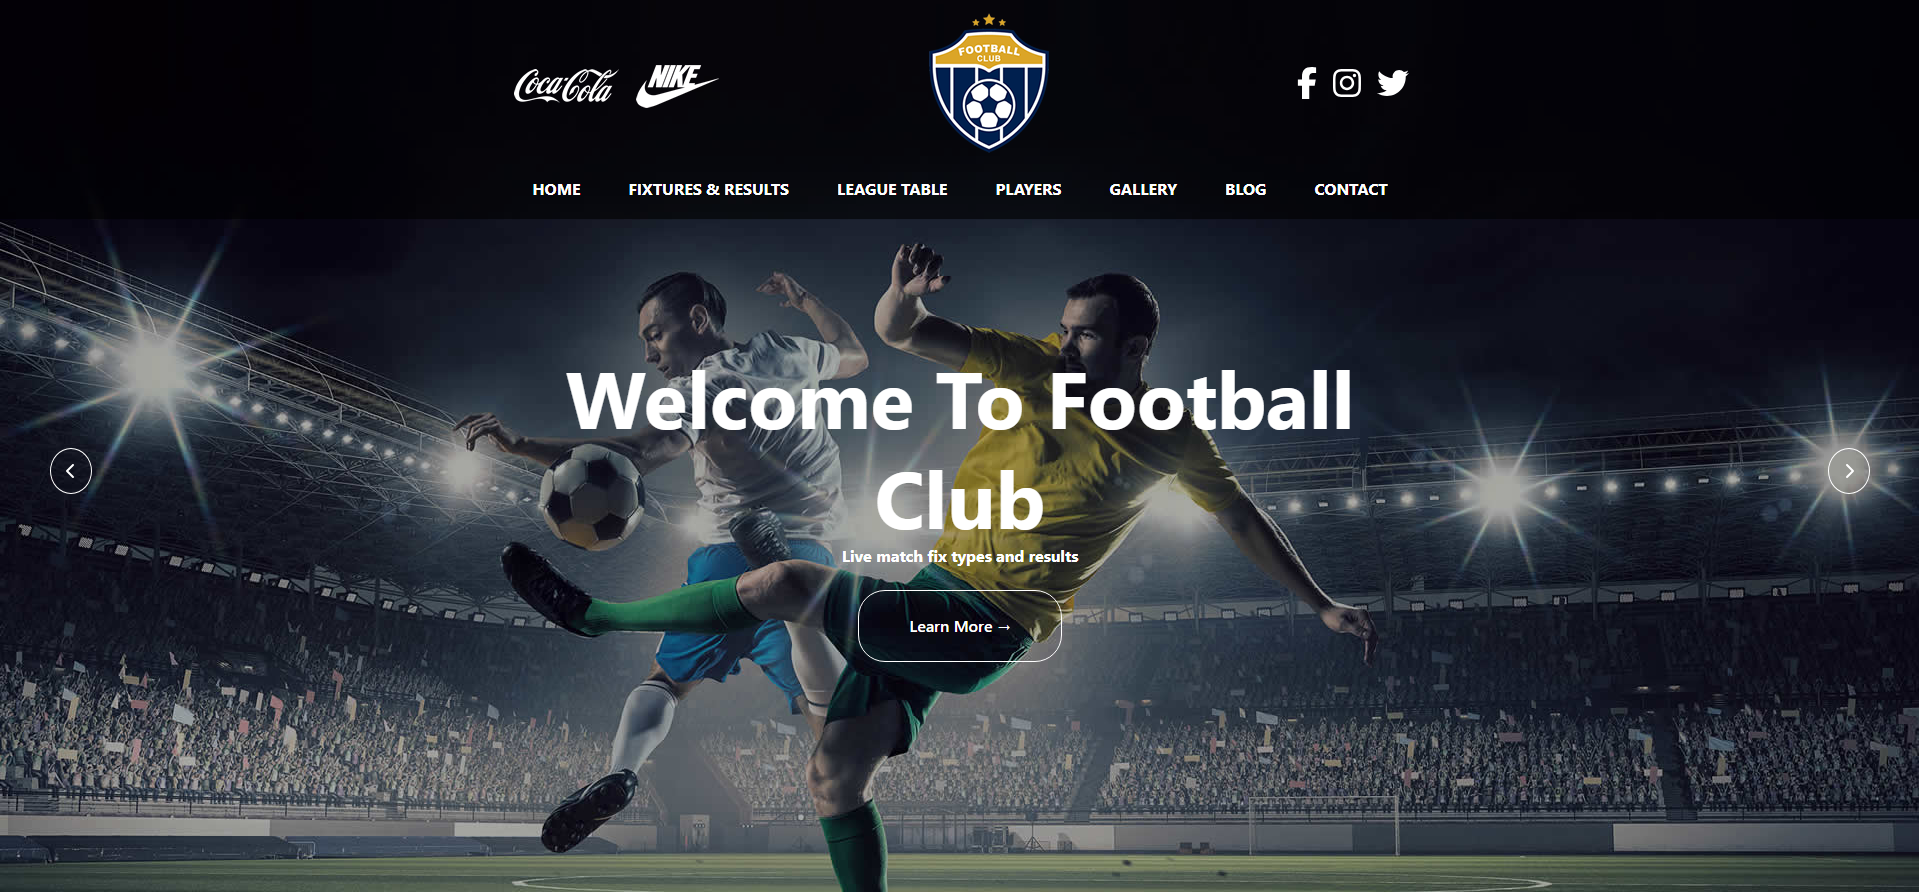 Coca-Cola
NIKE
FOOTBALL
CLUB
HOME
FIXTURES & RESULTS
LEAGUE TABLE
PLAYERS
GALLERY
BLOG
CONTACT
Welcome To Football
Club
Live match fix types and results
Learn More →